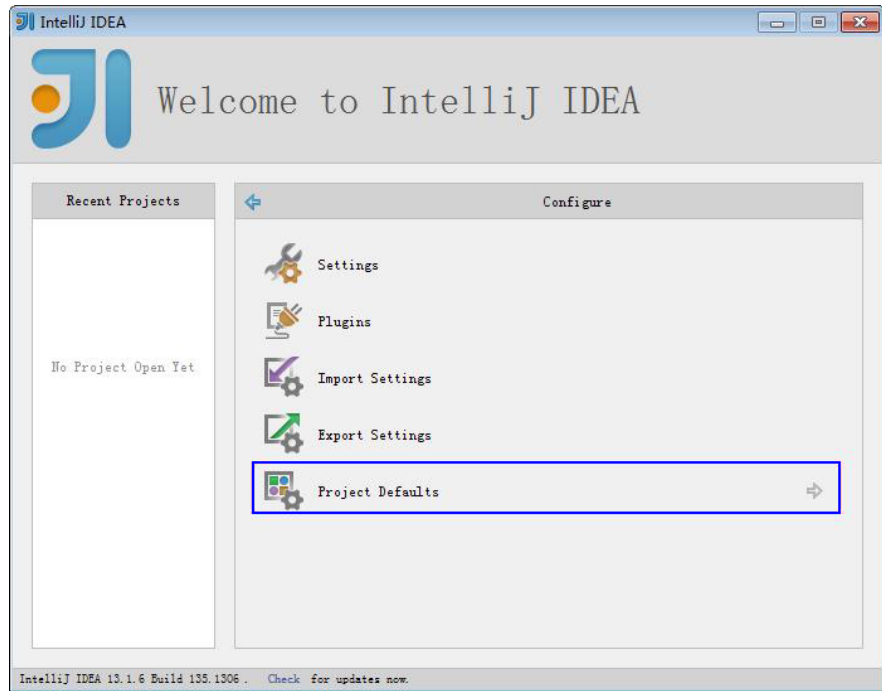 IntelliJ IDEA
Welcome to IntelliJ IDEA
Recent Projects
Configure
No Project Open Yet
Settings
Plugins
Import Settings
Export Settings
Project Defaults
IntelliJ IDEA 13.1.6 Build 135.1306 . Check for updates now.